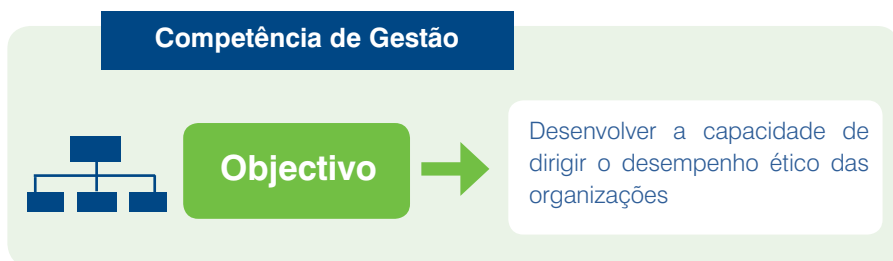 Competência de Gestão
Objectivo
Desenvolver a capacidade de
dirigir o desempenho ético das
organizações